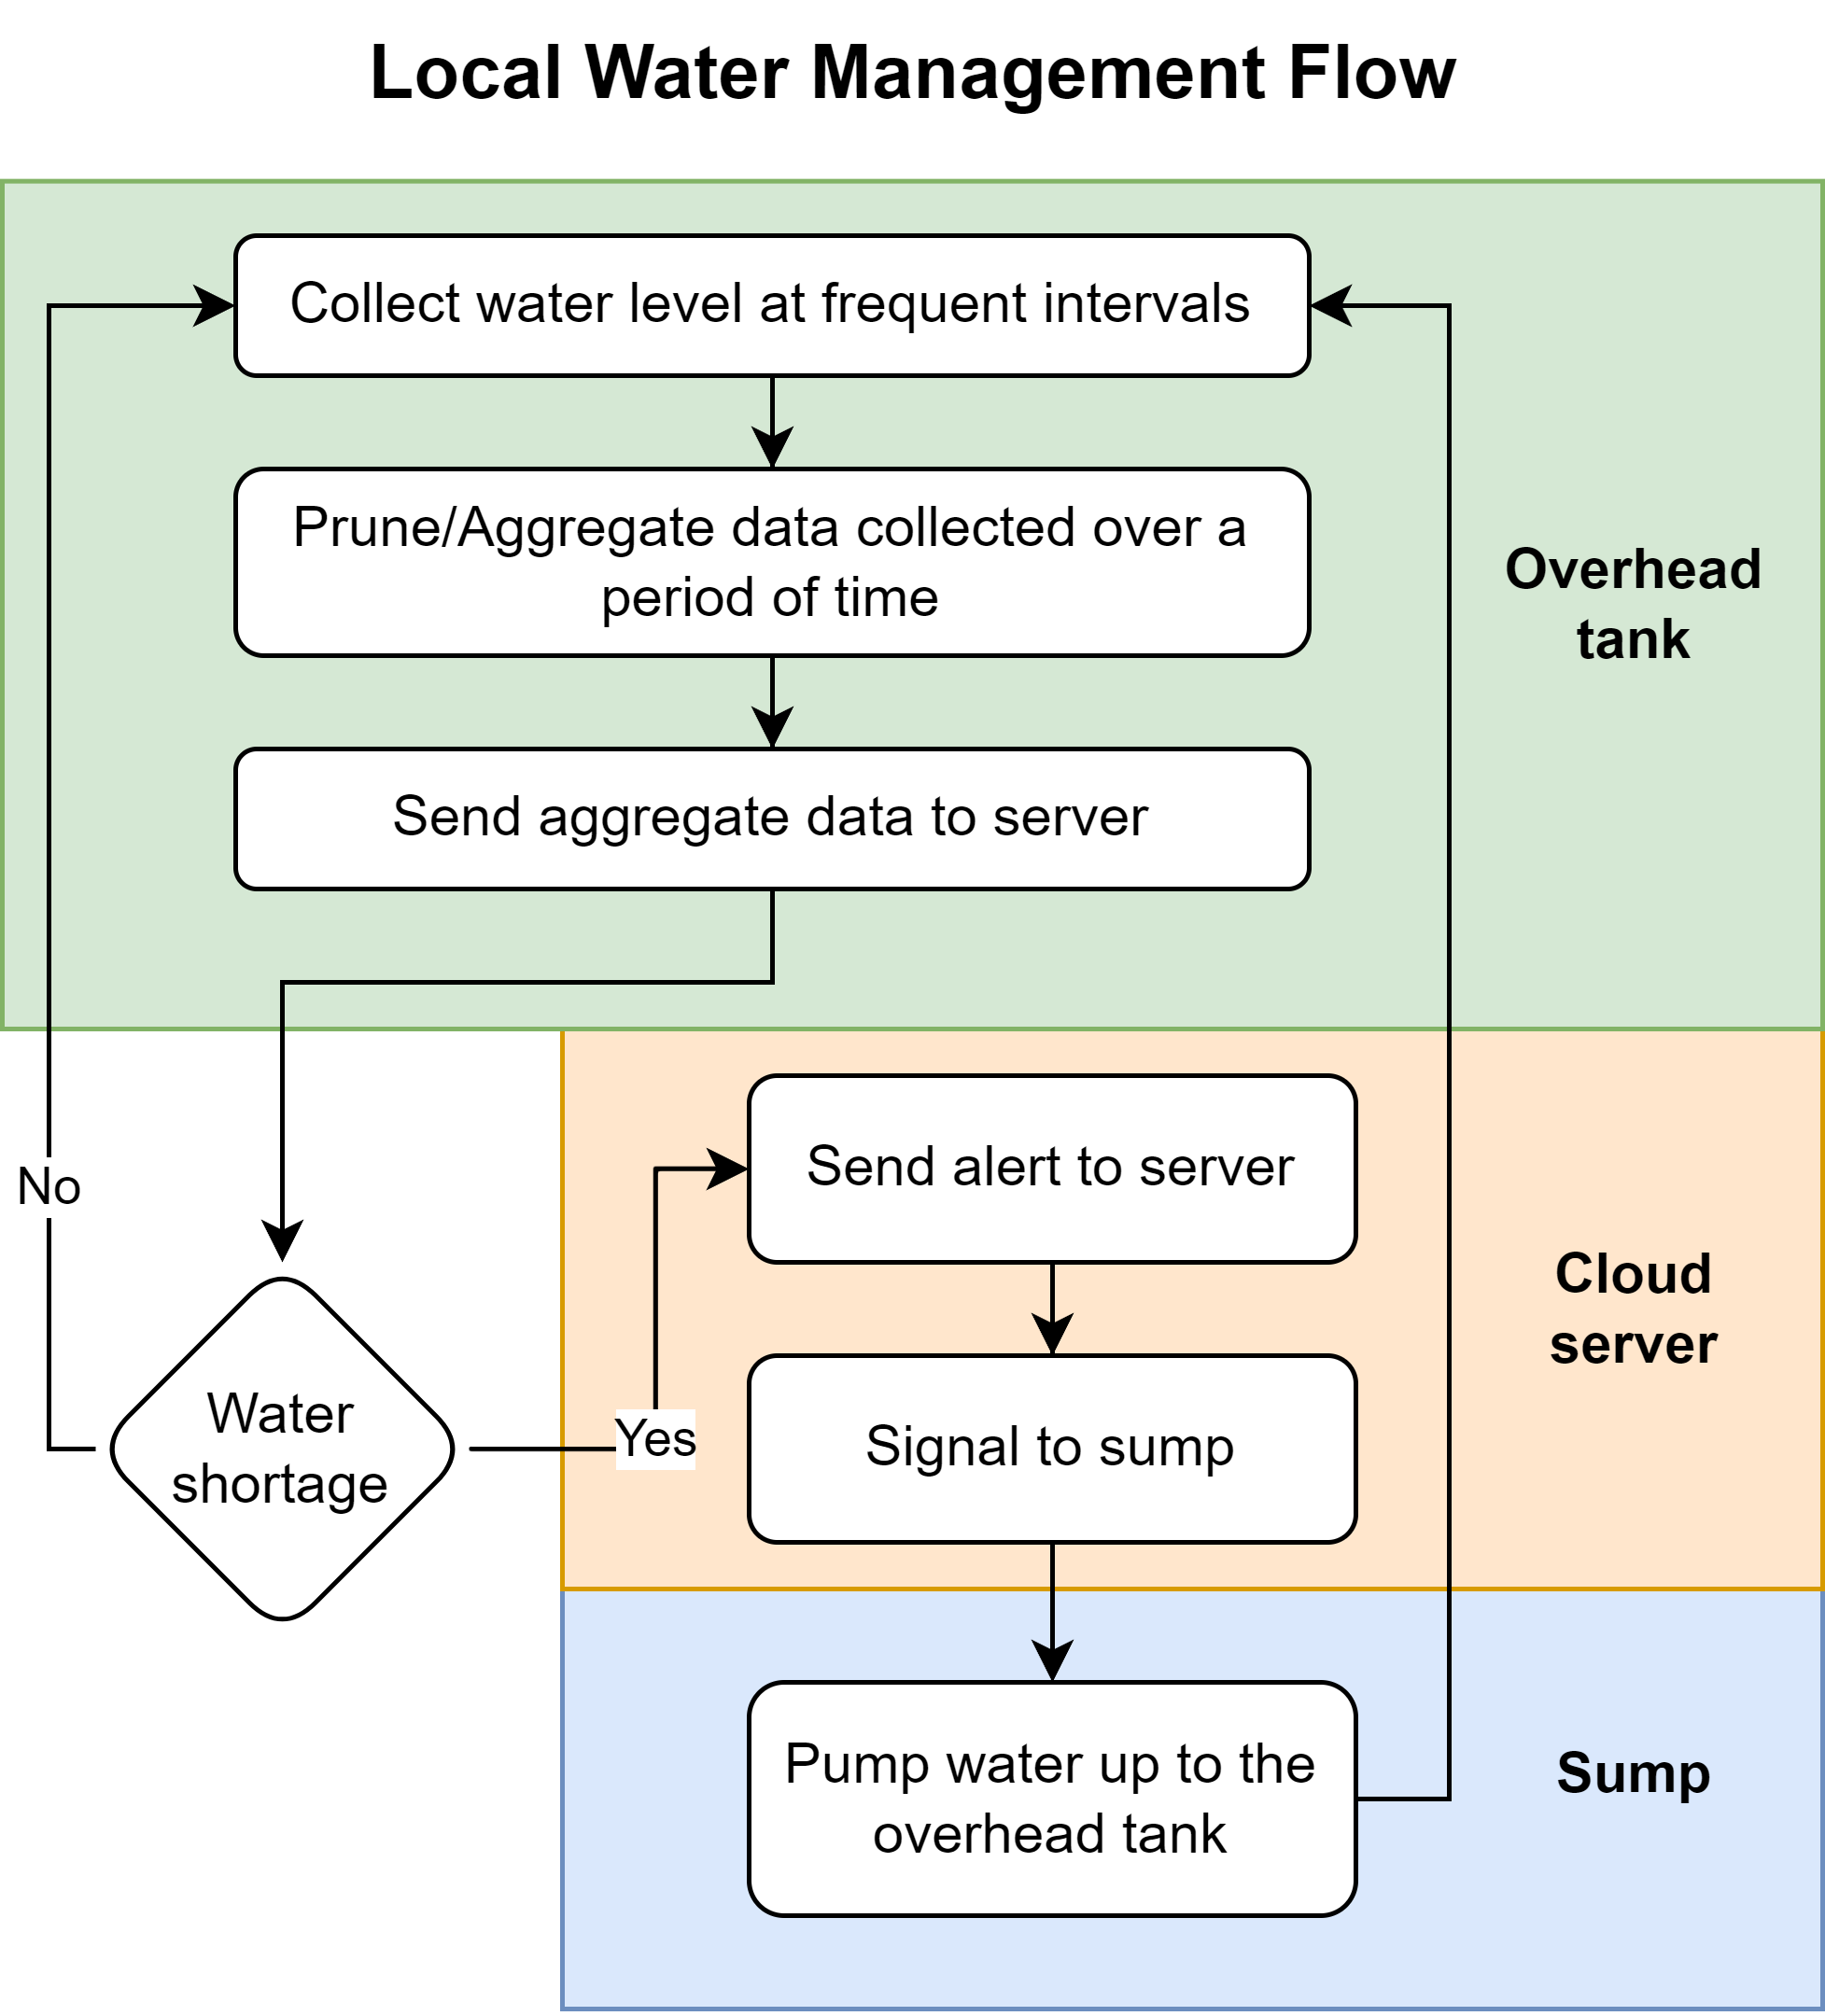 Local Water Management Flow
Collect water level at frequent intervals
Prune/Aggregate data collected over a
period of time
Overhead
tank
Send aggregate data to server
Send alert to server
No
Cloud
server
Water
shortage
Yes
Signal to sump
Pump water up to the
overhead tank
Sump